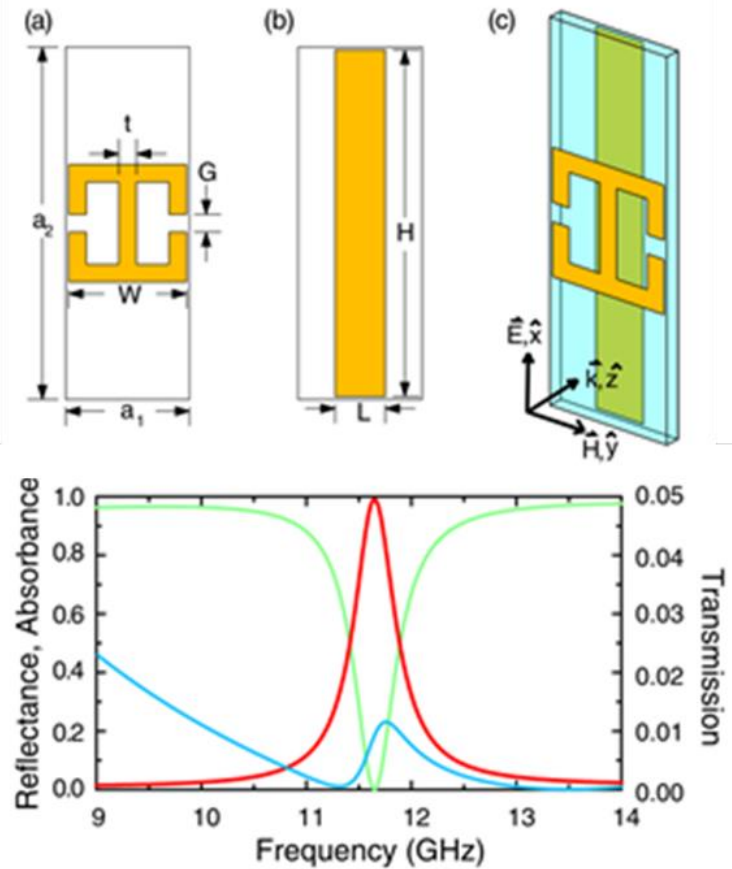 (a) (b) (c)
t
G
a₂
W
a₁
H
L
E,x̂
k,ẑ
H,ŷ
Reflectance, Absorbance
1.0
0.8
0.6
0.4
0.2
0.0
Transmission
0.05
0.04
0.03
0.02
0.01
0.00
9 10 11 12 13 14
Frequency (GHz)